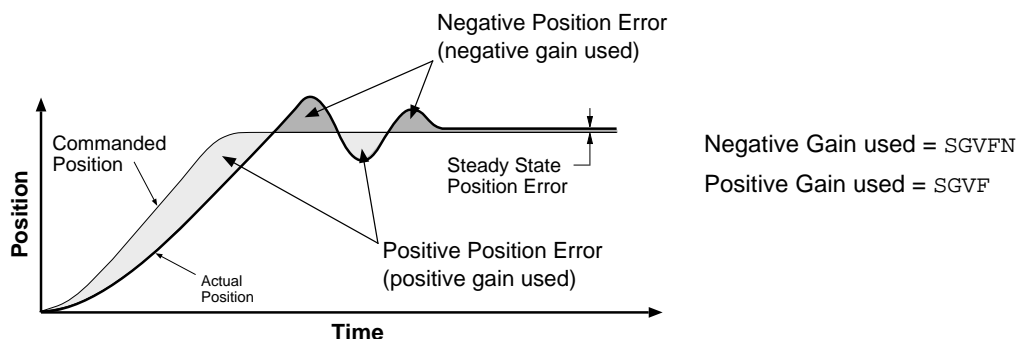 Negative Position Error
(negative gain used)
Commanded
Position
Steady State
Position Error
Negative Gain used = SGVFN
Positive Gain used = SGVF
Position
Positive Position Error
(positive gain used)
Actual
Position
Time